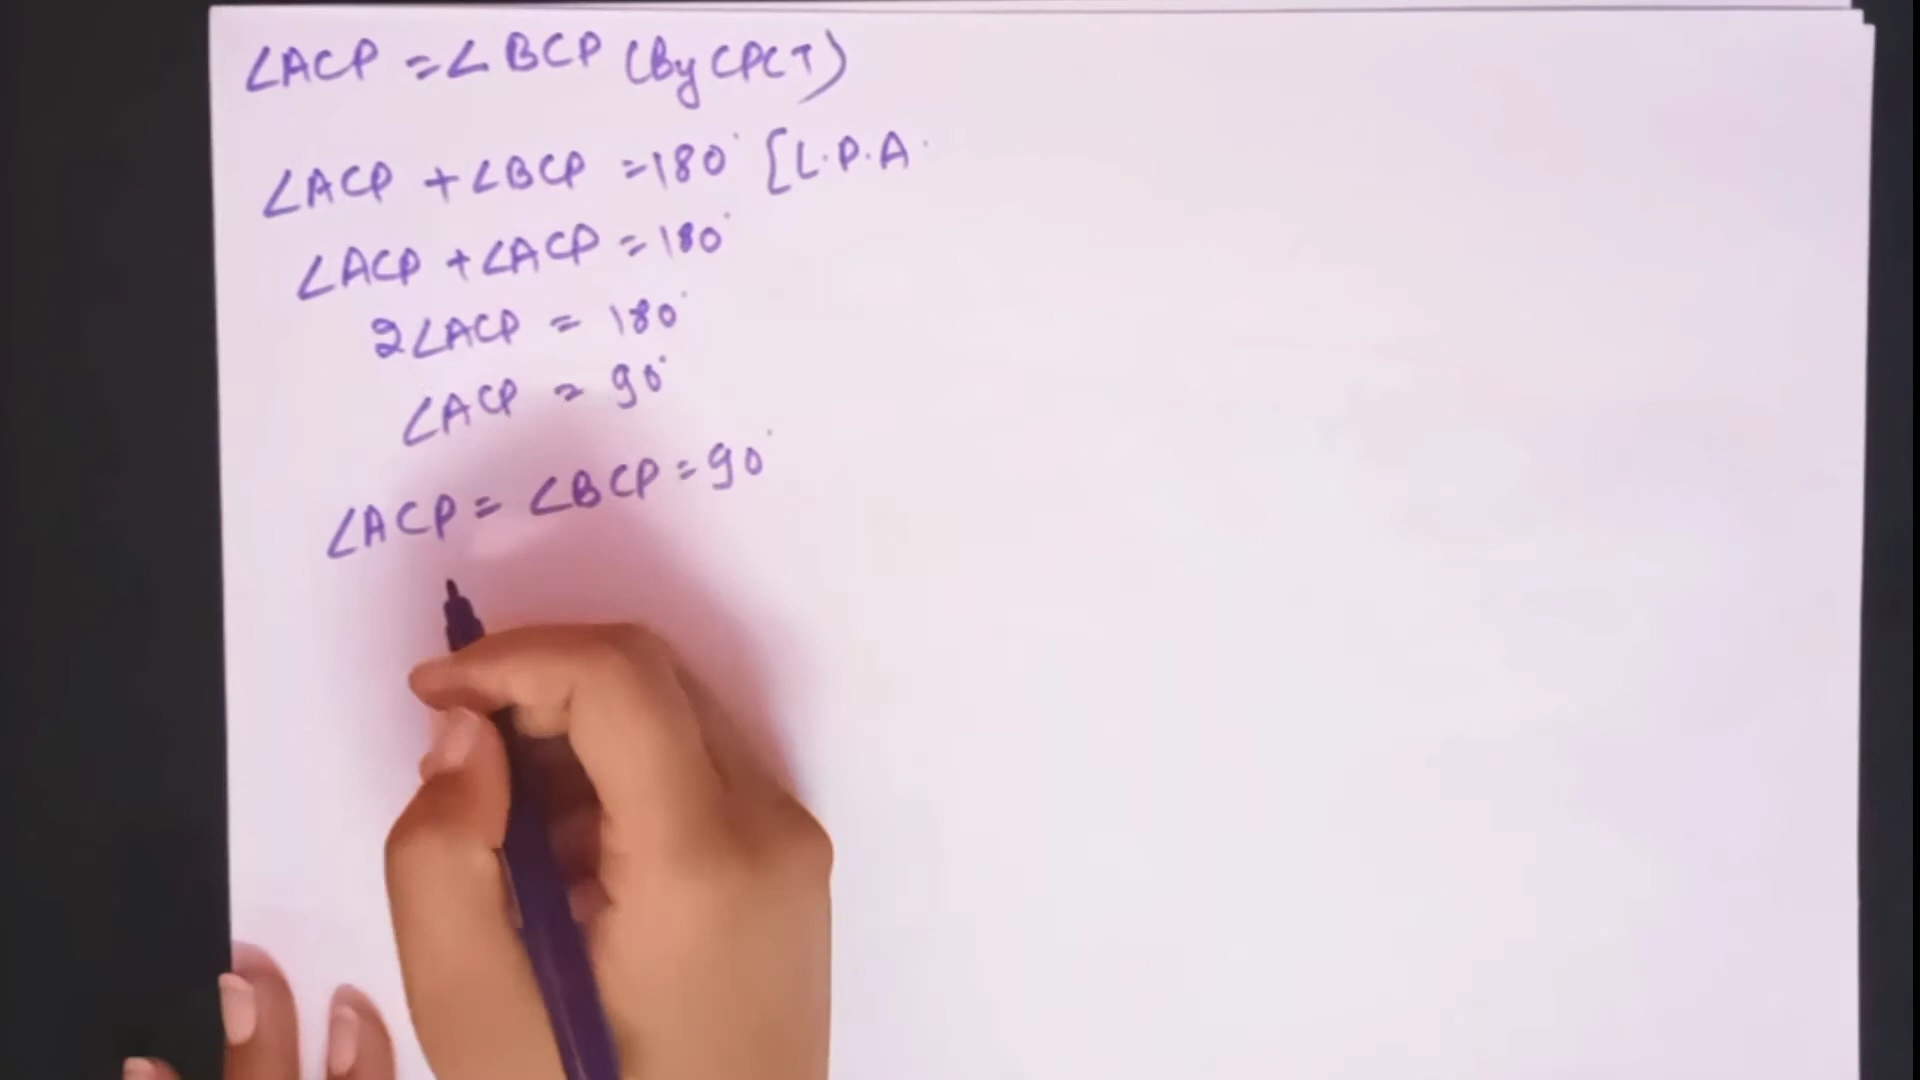 ∠ACP = ∠BCP (By CPCT)
∠ACP + ∠BCP = 180° [L.P.A.
∠ACP + ∠ACP = 180°
2∠ACP = 180°
∠ACP = 90°
∠ACP = ∠BCP = 90°